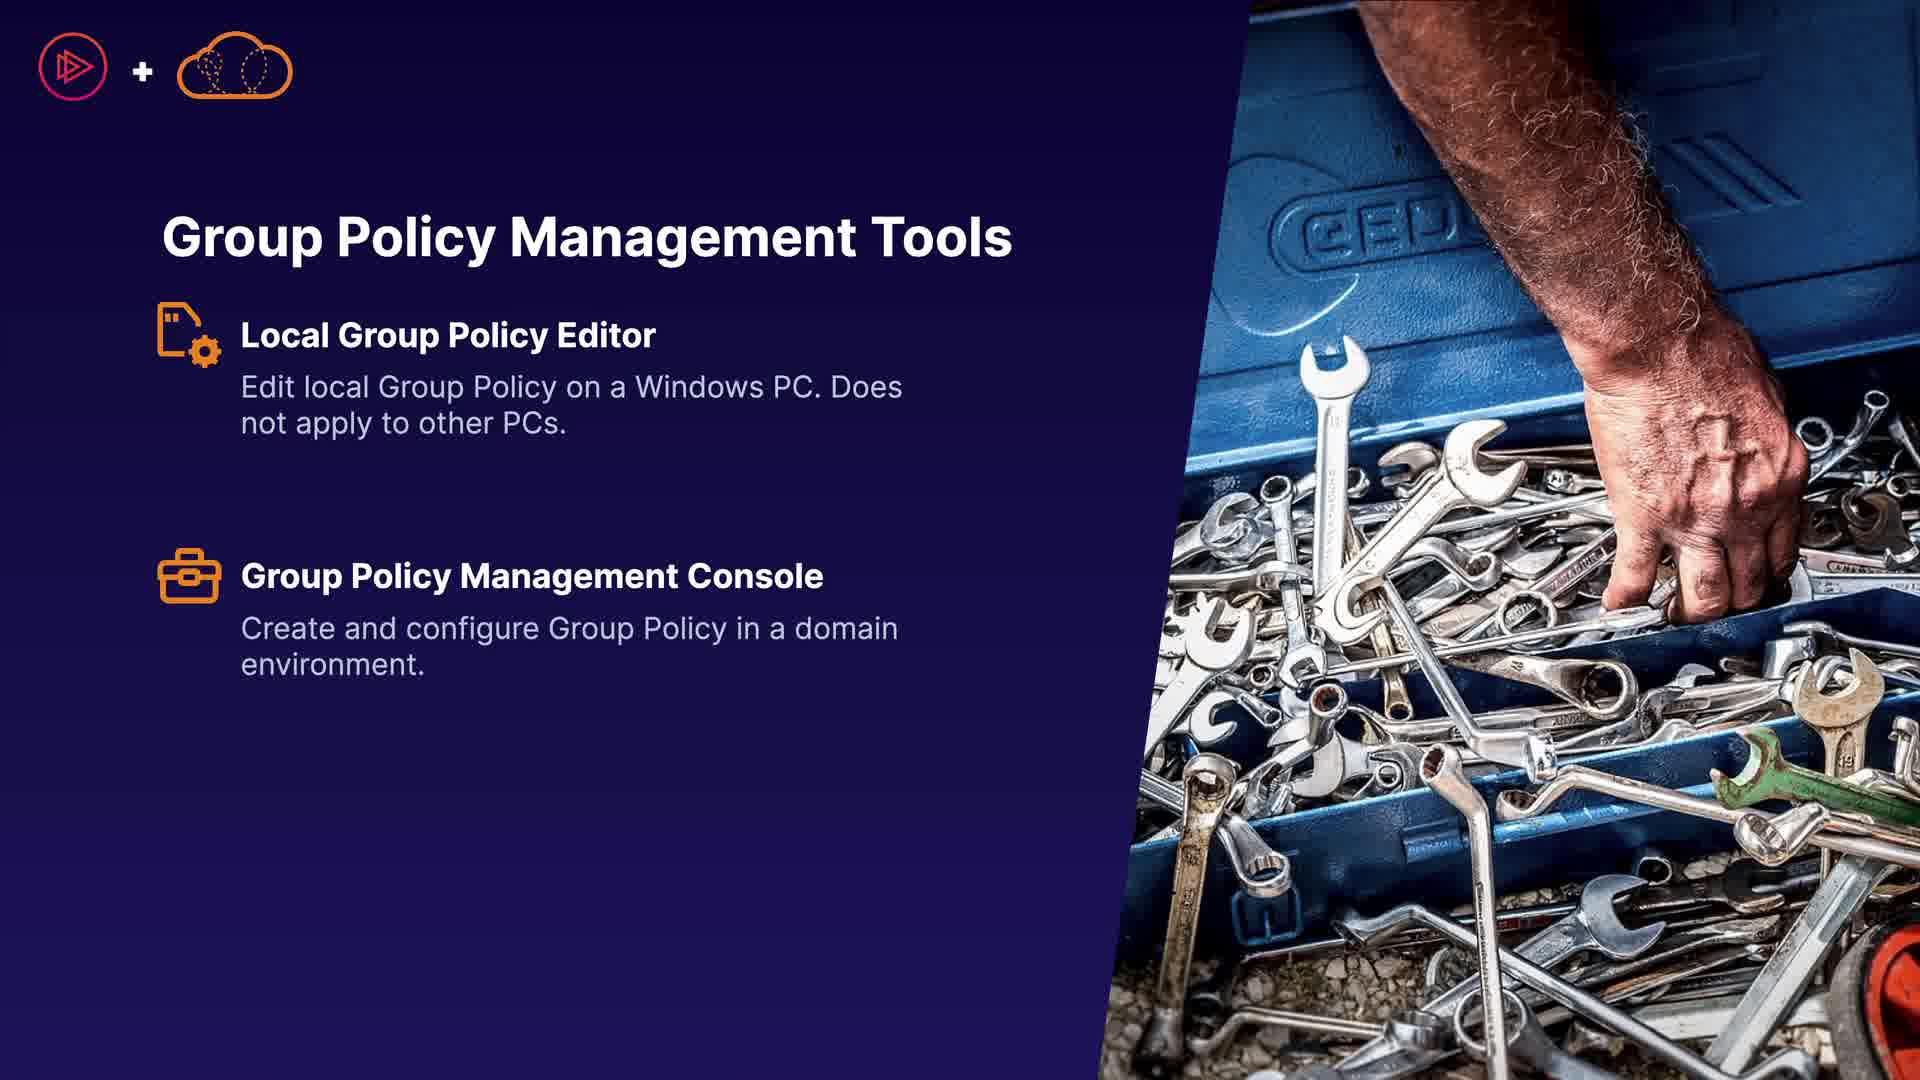 Group Policy Management Tools
Local Group Policy Editor
Edit local Group Policy on a Windows PC. Does
not apply to other PCs.
Group Policy Management Console
Create and configure Group Policy in a domain
environment.